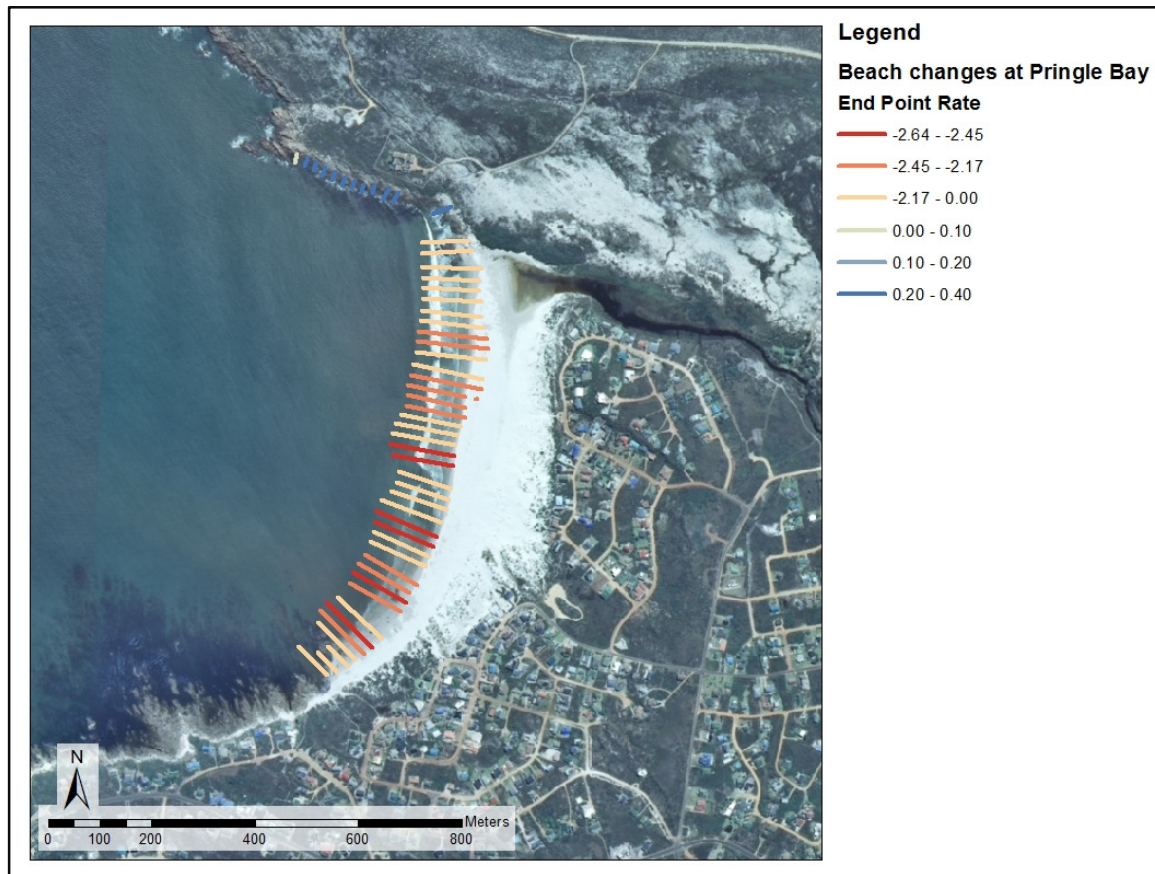 Legend
Beach changes at Pringle Bay
End Point Rate
-2.64 - -2.45
-2.45 - -2.17
-2.17 - 0.00
0.00 - 0.10
0.10 - 0.20
0.20 - 0.40
N
Meters
0 100 200 400 600 800